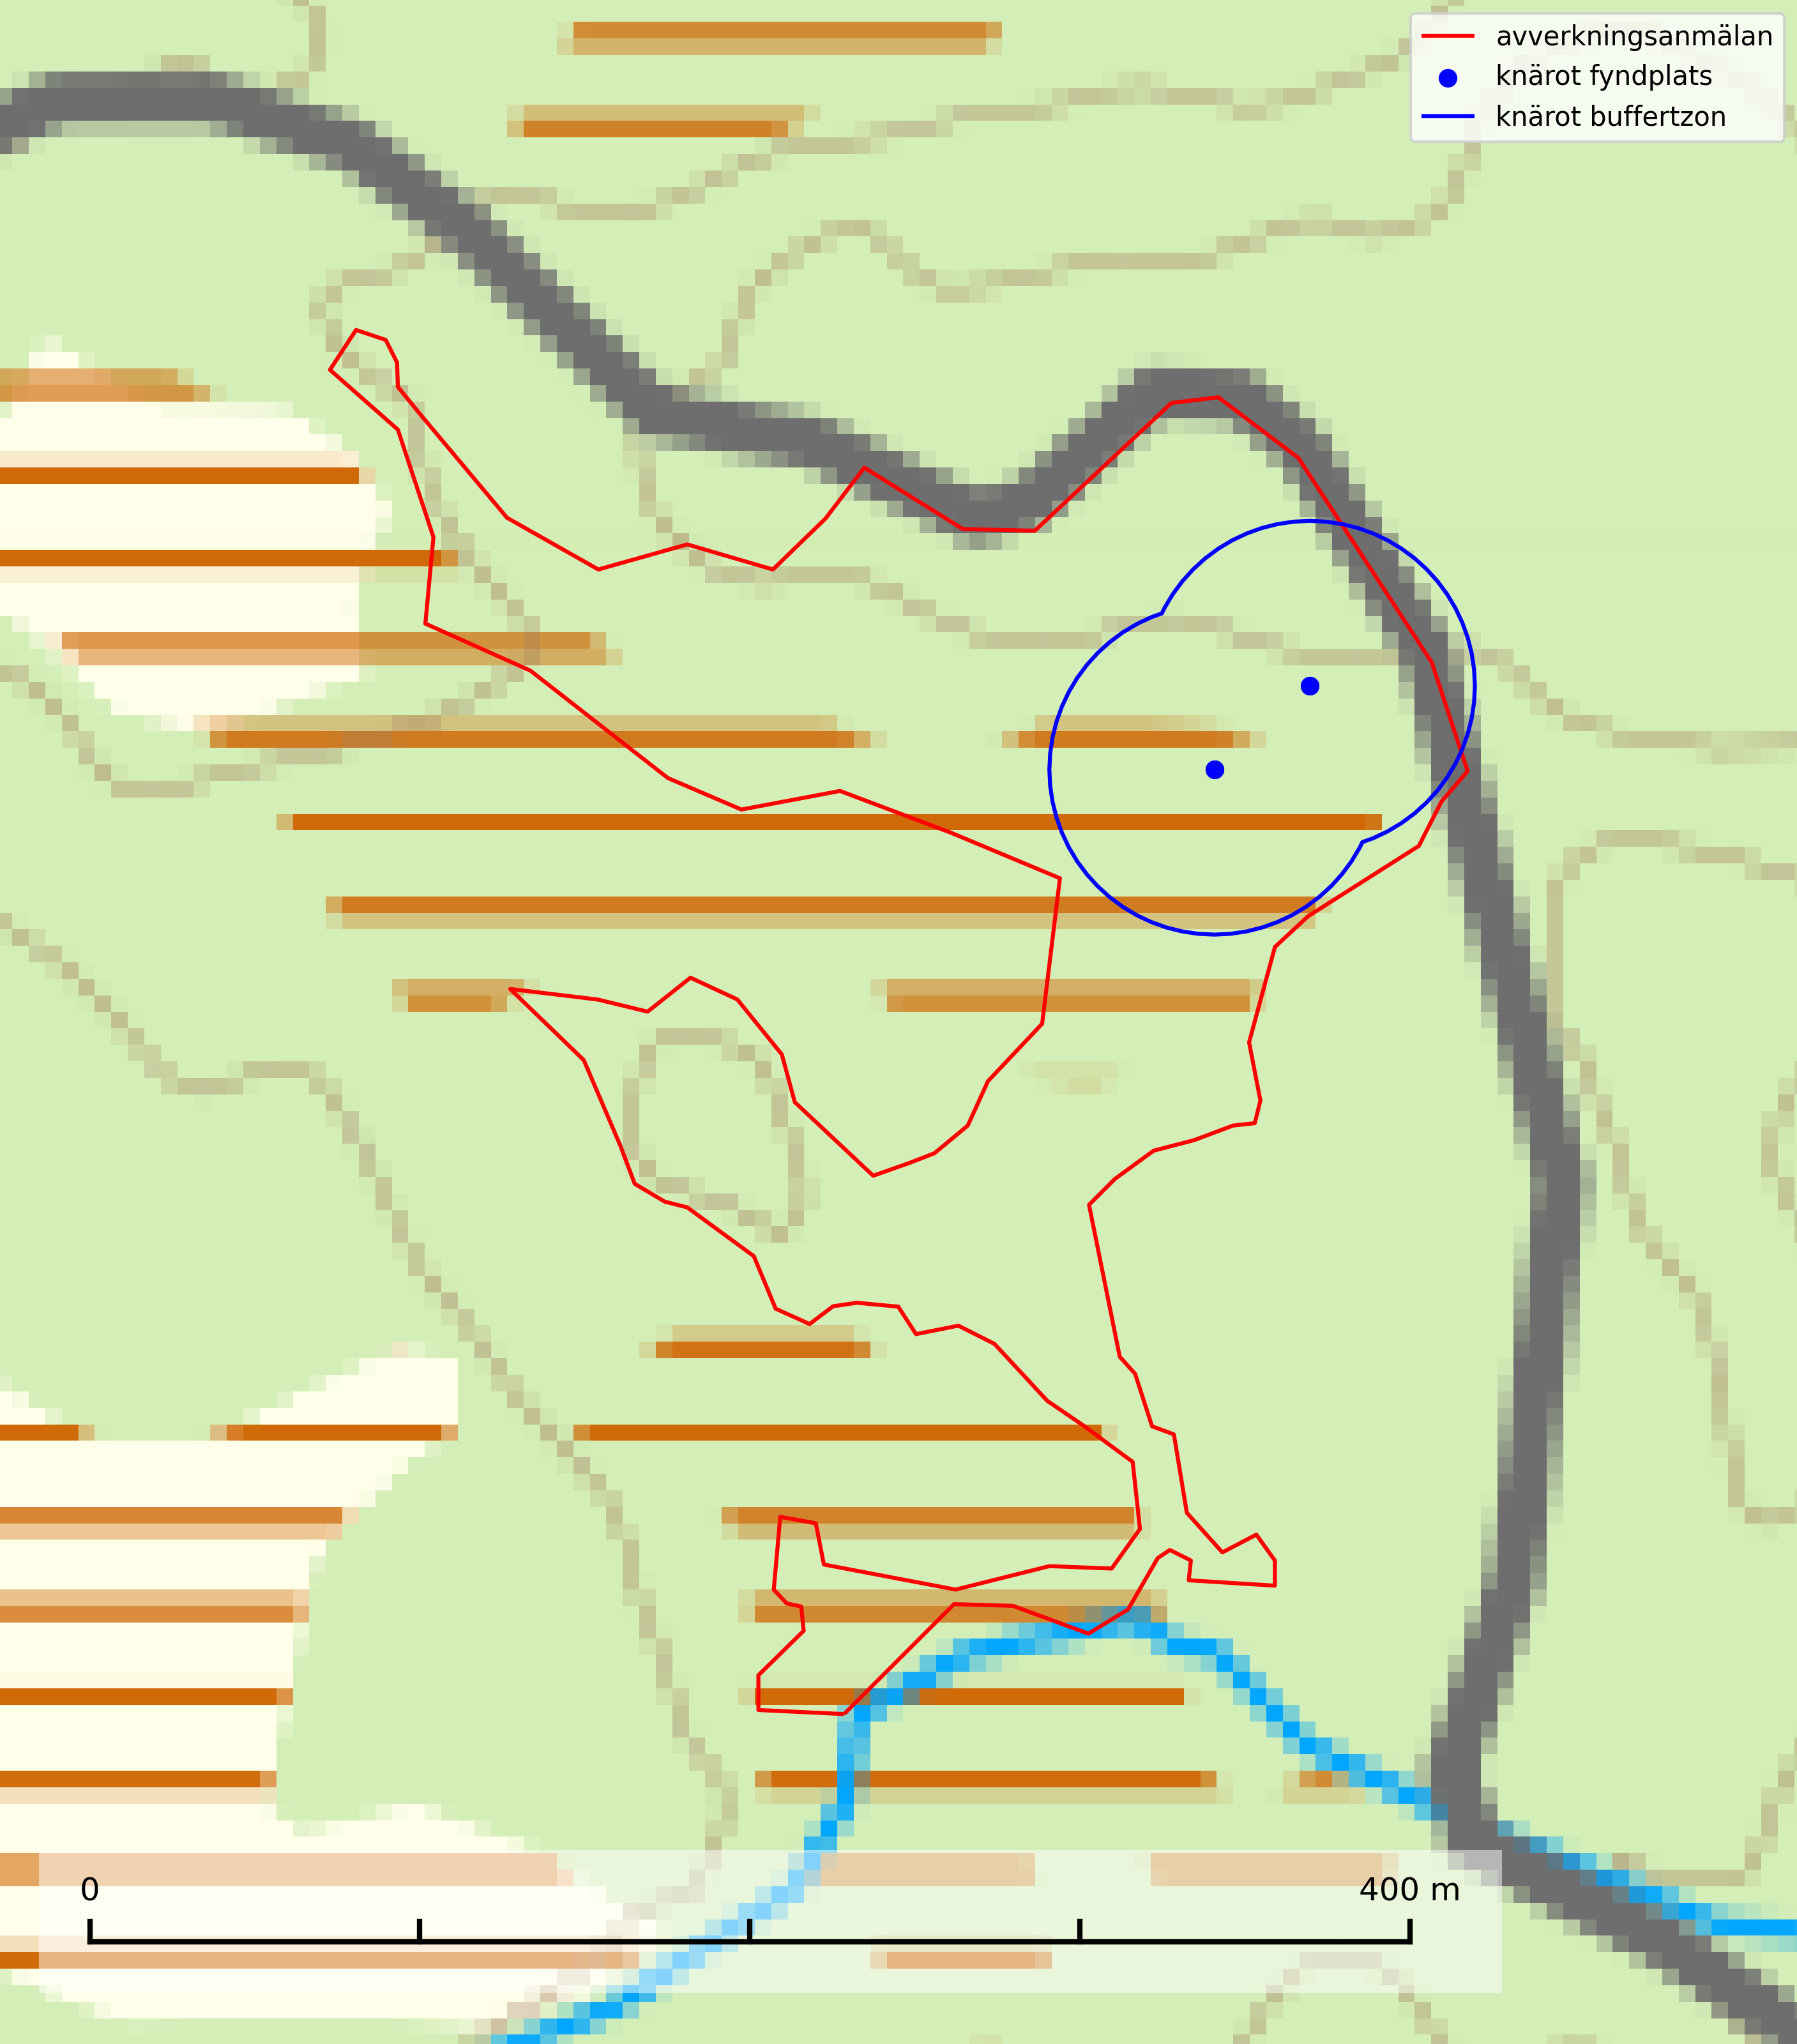 avverkningsanmälan
knärot fyndplats
knärot buffertzon
0
400 m